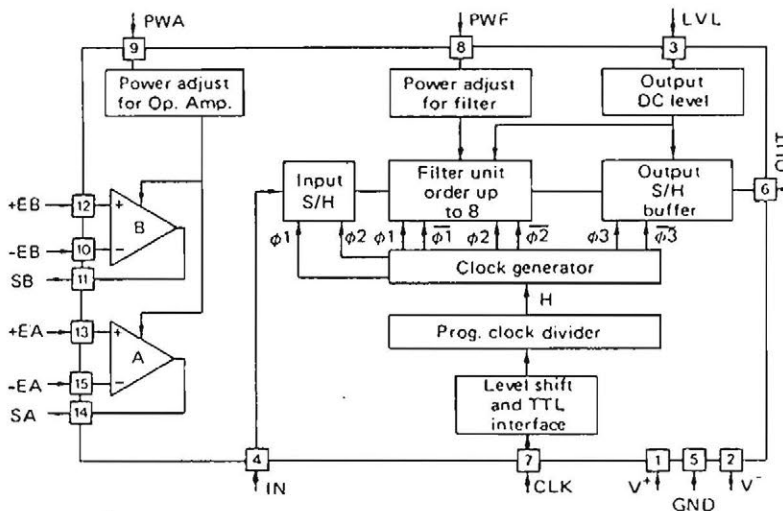 PWA
PWF
LVL
9
8
3
Power adjust
for Op. Amp.
Power adjust
for filter
Output
DC level
OUT
6
Input
S/H
Filter unit
order up
to 8
Output
S/H
buffer
+EB
12
+
B
-EB
10
−
SB
11
ϕ1
ϕ2
ϕ1
ϕ1̅
ϕ2
ϕ2̅
ϕ3
ϕ3̅
Clock generator
H
+EA
13
+
A
-EA
15
−
SA
14
Prog. clock divider
Level shift
and TTL
interface
4
7
1
5
2
IN
CLK
V+
GND
V-